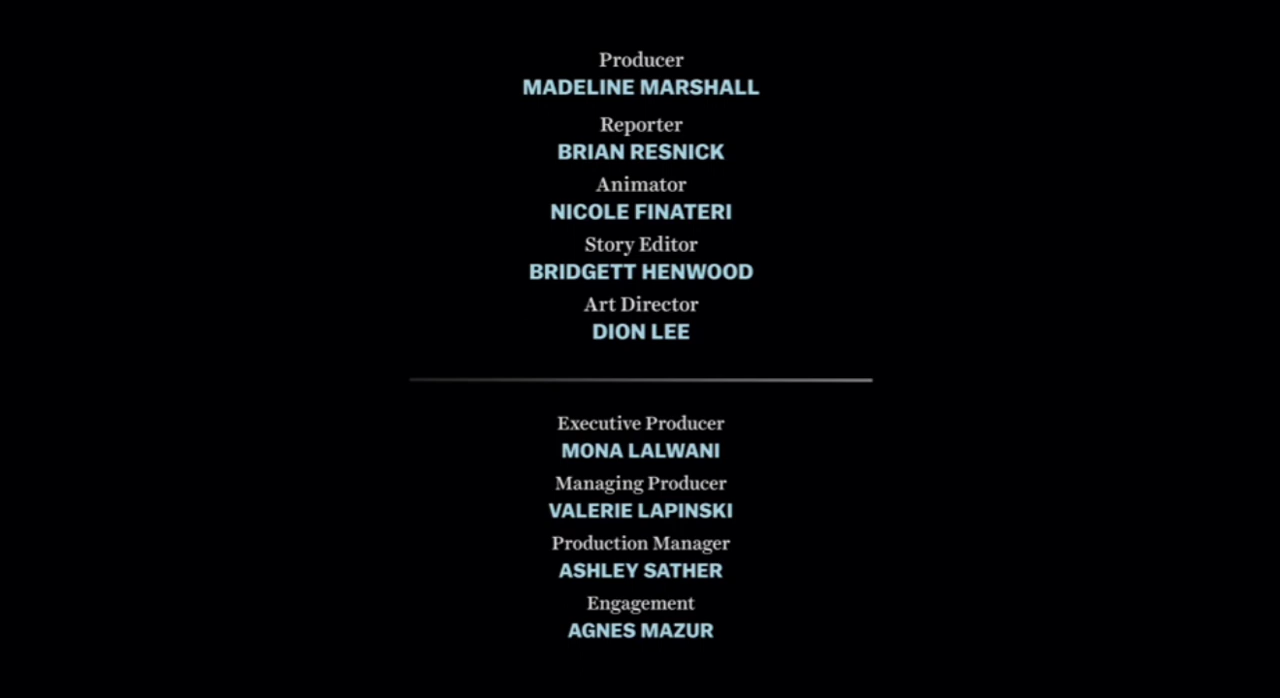 Producer
MADELINE MARSHALL
Reporter
BRIAN RESNICK
Animator
NICOLE FINATERI
Story Editor
BRIDGETT HENWOOD
Art Director
DION LEE
Executive Producer
MONA LALWANI
Managing Producer
VALERIE LAPINSKI
Production Manager
ASHLEY SATHER
Engagement
AGNES MAZUR